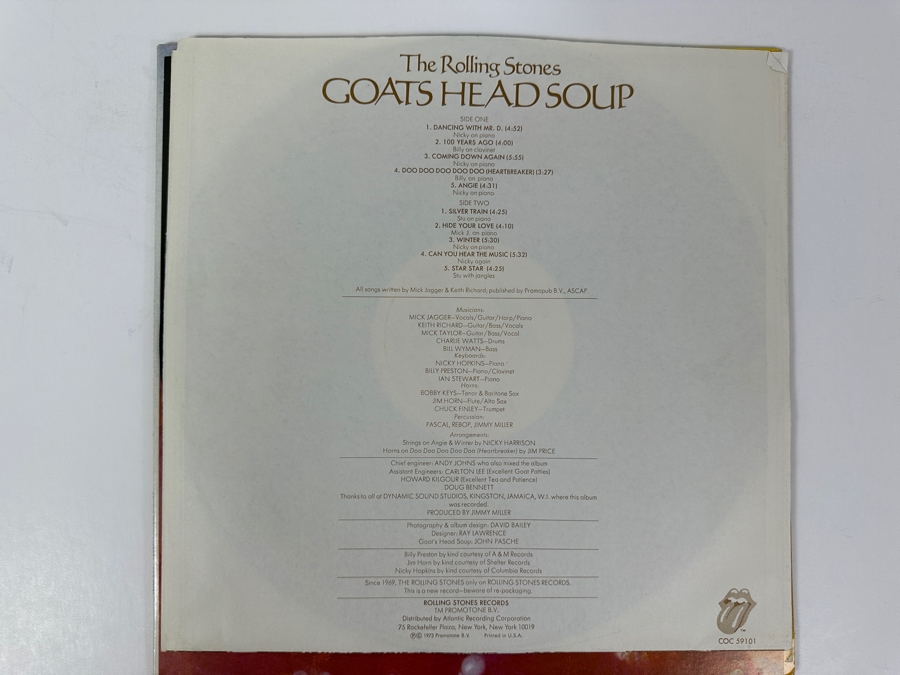 The Rolling Stones
GOATS HEAD SOUP
SIDE ONE
1. DANCING WITH MR. D. (4:52)
Nicky on piano
2. 100 YEARS AGO (4:00)
Billy on clavinet
3. COMING DOWN AGAIN (5:55)
Nicky on piano
4. DOO DOO DOO DOO DOO (HEARTBREAKER) (3:27)
Billy on piano
5. ANGIE (4:31)
Nicky on piano
SIDE TWO
1. SILVER TRAIN (4:25)
Stu on piano
2. HIDE YOUR LOVE (4:10)
Mick J. on piano
3. WINTER (5:30)
Nicky on piano
4. CAN YOU HEAR THE MUSIC (5:32)
Nicky again
5. STAR STAR (4:25)
Stu with jangles
All songs written by Mick Jagger & Keith Richard; published by Promopub B.V., ASCAP.
Musicians:
MICK JAGGER—Vocals/Guitar/Harp/Piano
KEITH RICHARD—Guitar/Bass/Vocals
MICK TAYLOR—Guitar/Bass/Vocal
CHARLIE WATTS—Drums
BILL WYMAN—Bass
Keyboards:
NICKY HOPKINS—Piano
BILLY PRESTON—Piano/Clavinet
IAN STEWART—Piano
Horns:
BOBBY KEYS—Tenor & Baritone Sax
JIM HORN—Flute/Alto Sax
CHUCK FINLEY—Trumpet
Percussion:
PASCAL, REBOP, JIMMY MILLER
Arrangements:
Strings on Angie & Winter by NICKY HARRISON
Horns on Doo Doo Doo Doo Doo (Heartbreaker) by JIM PRICE
Chief engineer: ANDY JOHNS who also mixed the album
Assistant Engineers: CARLTON LEE (Excellent Goat Patties)
HOWARD KILGOUR (Excellent Tea and Patience)
DOUG BENNETT
Thanks to all at DYNAMIC SOUND STUDIOS, KINGSTON, JAMAICA, W.I. where this album
was recorded.
PRODUCED BY JIMMY MILLER
Photography & album design: DAVID BAILEY
Designer: RAY LAWRENCE
Goat's Head Soup: JOHN PASCHE
Billy Preston by kind courtesy of A & M Records
Jim Horn by kind courtesy of Shelter Records
Nicky Hopkins by kind courtesy of Columbia Records
Since 1969, THE ROLLING STONES only on ROLLING STONES RECORDS.
This is a new record—beware of re-packaging.
ROLLING STONES RECORDS
TM PROMOTONE B.V.
Distributed by Atlantic Recording Corporation
75 Rockefeller Plaza, New York, New York 10019
℗© 1973 Promotone B.V. Printed in U.S.A.
TM
COC 59101